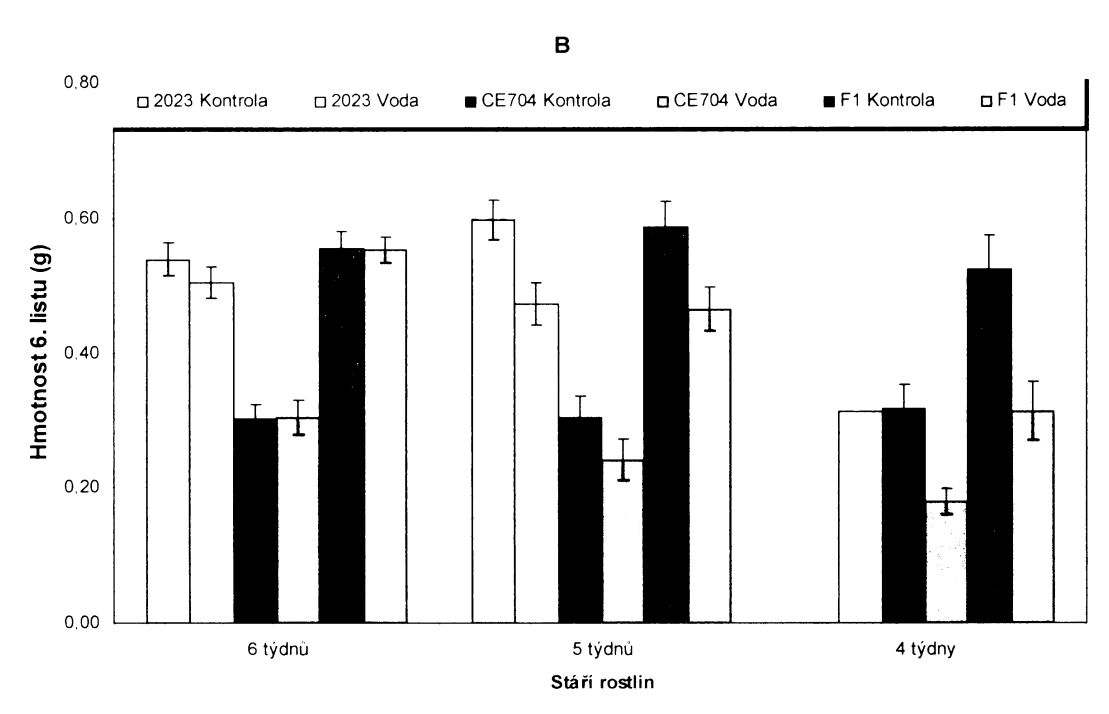 B
0,80
2023 Kontrola 2023 Voda CE704 Kontrola CE704 Voda F1 Kontrola F1 Voda
0,60
0,40
0,20
0,00
Hmotnost 6. listu (g)
6 týdnů 5 týdnů 4 týdny
Stáří rostlin